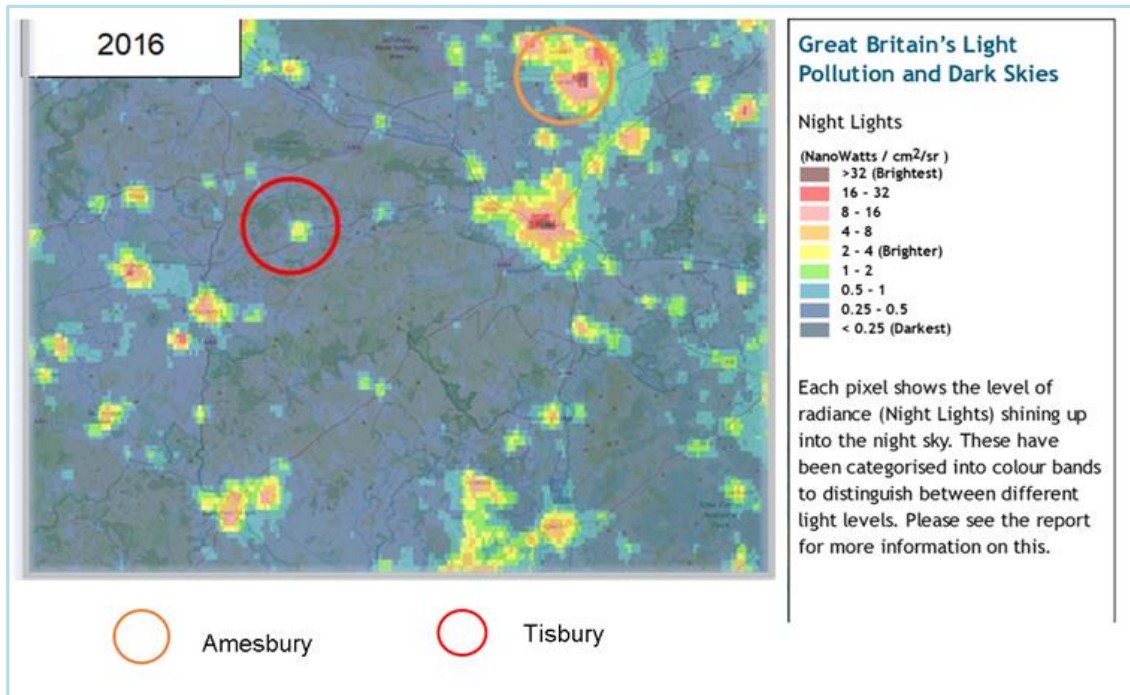 2016
Great Britain's Light
Pollution and Dark Skies
Night Lights
(NanoWatts / cm²/sr )
>32 (Brightest)
16 - 32
8 - 16
4 - 8
2 - 4 (Brighter)
1 - 2
0.5 - 1
0.25 - 0.5
< 0.25 (Darkest)
Each pixel shows the level of
radiance (Night Lights) shining up
into the night sky. These have
been categorised into colour bands
to distinguish between different
light levels. Please see the report
for more information on this.
Amesbury
Tisbury